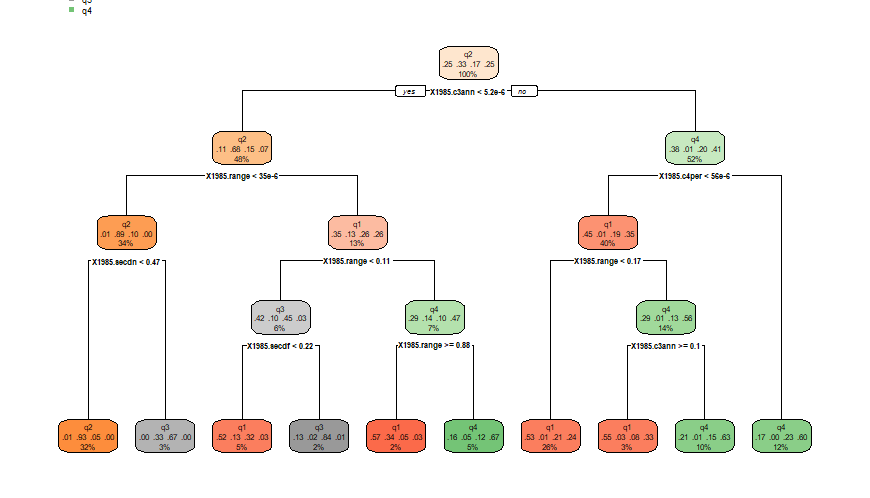 q3
q4
q2
.25 .33 .17 .25
100%
yes X1985.c3ann < 5.2e-6 no
q2
.11 .68 .15 .07
48%
q4
.38 .01 .20 .41
52%
X1985.range < 35e-6
X1985.c4per < 56e-6
q2
.01 .89 .10 .00
34%
q1
.35 .13 .26 .26
13%
q1
.45 .01 .19 .35
40%
X1985.secdn < 0.47
X1985.range < 0.11
X1985.range < 0.17
q3
.42 .10 .45 .03
6%
q4
.29 .14 .10 .47
7%
q4
.29 .01 .13 .56
14%
X1985.secdf < 0.22
X1985.range >= 0.88
X1985.c3ann >= 0.1
q2
.01 .93 .05 .00
32%
q3
.00 .33 .67 .00
3%
q1
.52 .13 .32 .03
5%
q3
.13 .02 .84 .01
2%
q1
.57 .34 .05 .03
2%
q4
.16 .05 .12 .67
5%
q1
.53 .01 .21 .24
26%
q1
.55 .03 .08 .33
3%
q4
.21 .01 .15 .63
10%
q4
.17 .00 .23 .60
12%